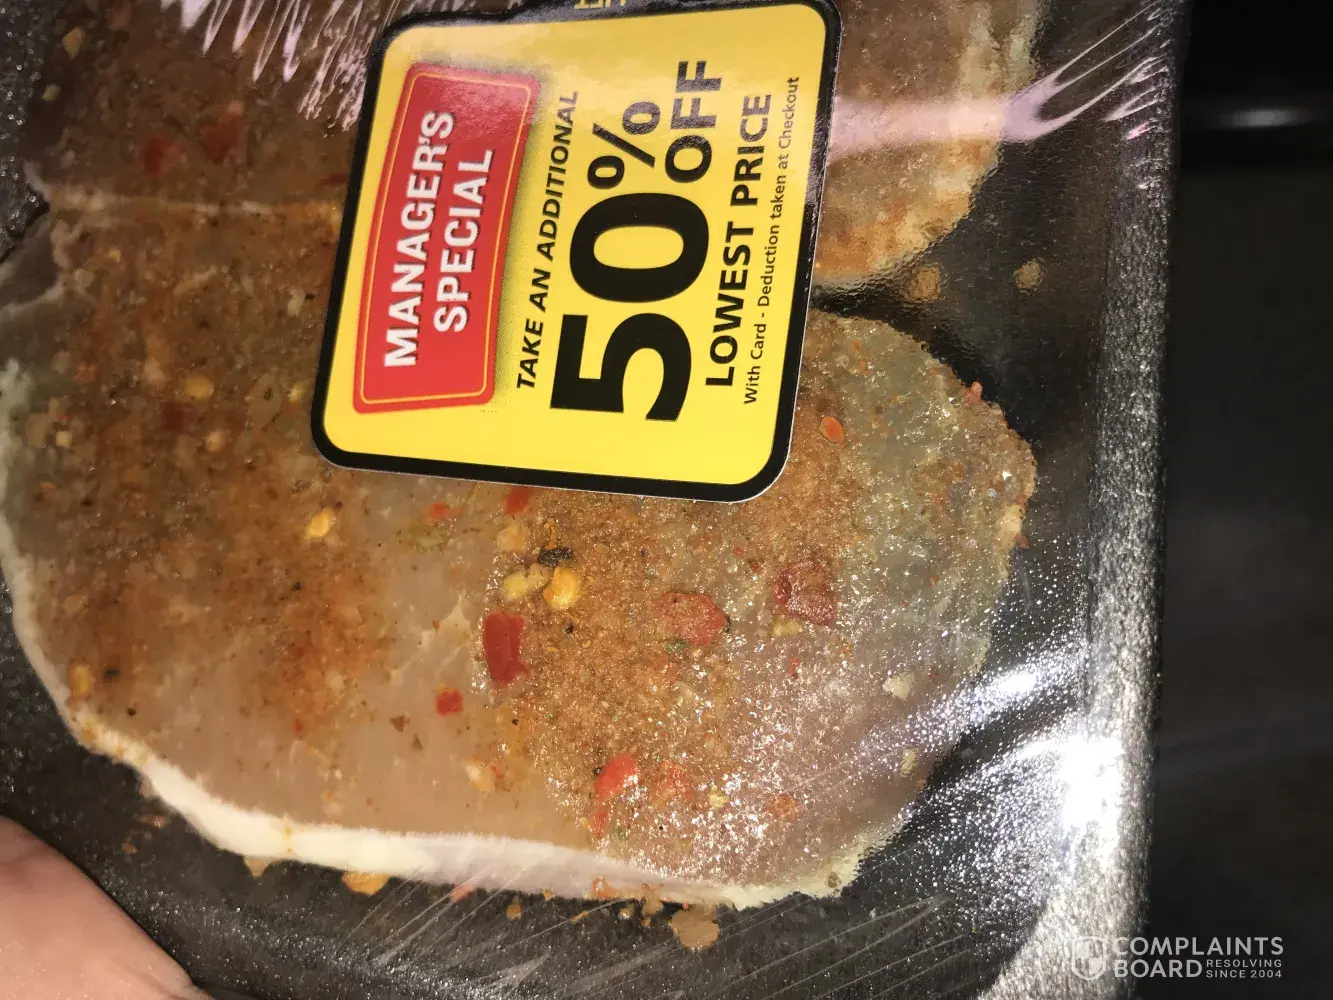 MANAGER'S
SPECIAL
TAKE AN ADDITIONAL
50%
OFF
LOWEST PRICE
With Card - Deduction taken at Checkout
COMPLAINTS
BOARD RESOLVING
SINCE 2004